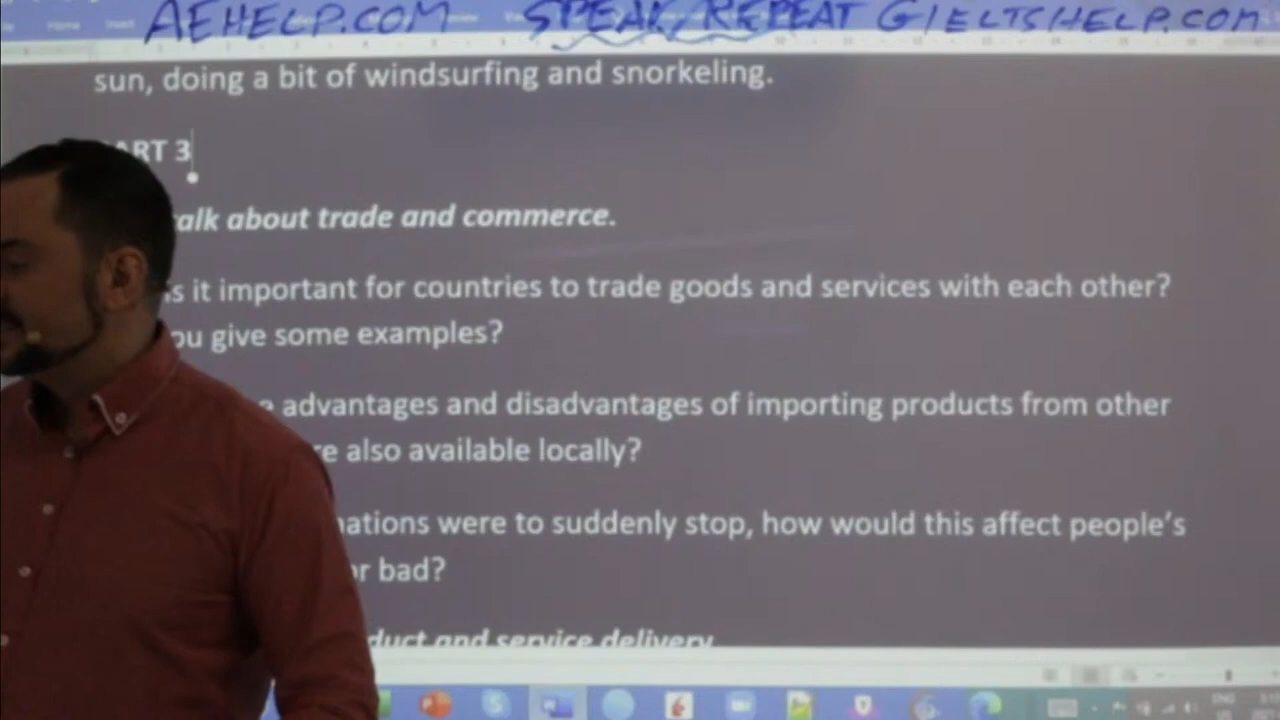 AEHELP.COM SPEAK/REPEAT GIELTSHELP.COM
sun, doing a bit of windsurfing and snorkeling.
ART 3
alk about trade and commerce.
s it important for countries to trade goods and services with each other?
ou give some examples?
advantages and disadvantages of importing products from other
re also available locally?
nations were to suddenly stop, how would this affect people's
or bad?
duct and service delivery